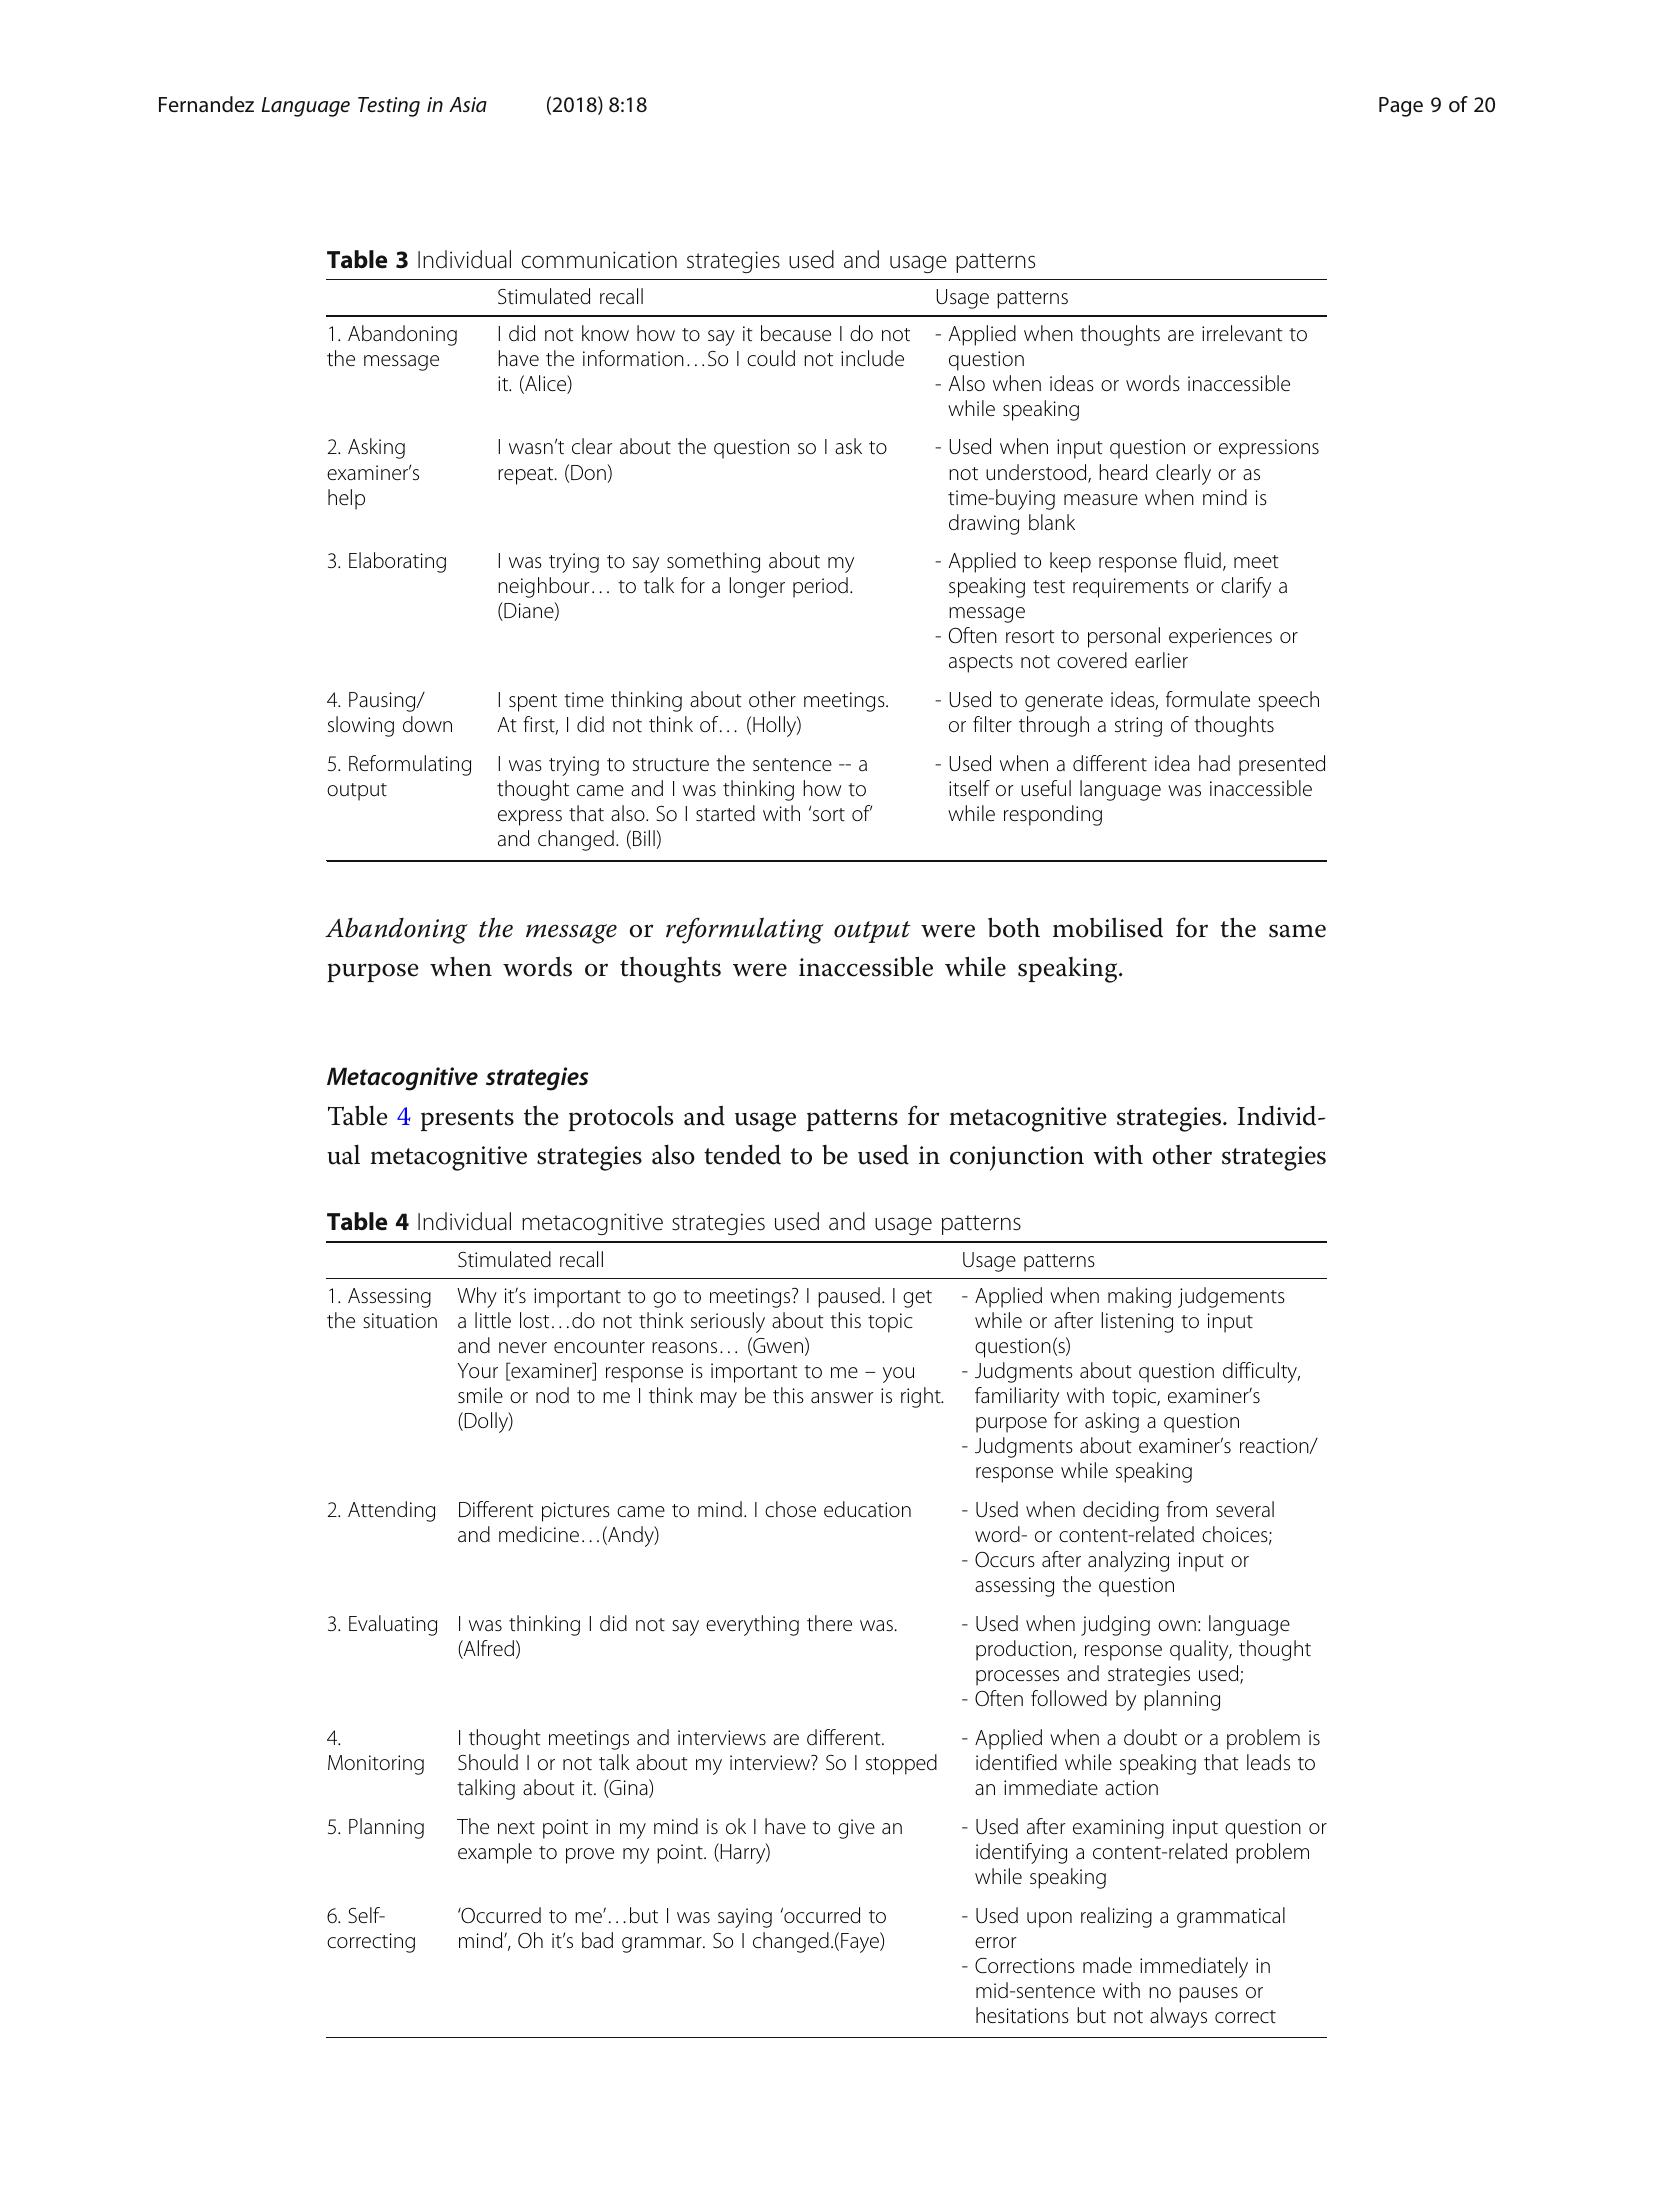 Fernandez Language Testing in Asia (2018) 8:18 Page 9 of 20
Table 3 Individual communication strategies used and usage patterns
Stimulated recall Usage patterns
1. Abandoning I did not know how to say it because I do not - Applied when thoughts are irrelevant to
the message have the information…So I could not include question
it. (Alice) - Also when ideas or words inaccessible
while speaking
2. Asking I wasn’t clear about the question so I ask to - Used when input question or expressions
examiner’s repeat. (Don) not understood, heard clearly or as
help time-buying measure when mind is
drawing blank
3. Elaborating I was trying to say something about my - Applied to keep response fluid, meet
neighbour… to talk for a longer period. speaking test requirements or clarify a
(Diane) message
- Often resort to personal experiences or
aspects not covered earlier
4. Pausing/ I spent time thinking about other meetings. - Used to generate ideas, formulate speech
slowing down At first, I did not think of… (Holly) or filter through a string of thoughts
5. Reformulating I was trying to structure the sentence -- a - Used when a different idea had presented
output thought came and I was thinking how to itself or useful language was inaccessible
express that also. So I started with ‘sort of’ while responding
and changed. (Bill)
Abandoning the message or reformulating output were both mobilised for the same
purpose when words or thoughts were inaccessible while speaking.
Metacognitive strategies
Table 4 presents the protocols and usage patterns for metacognitive strategies. Individ-
ual metacognitive strategies also tended to be used in conjunction with other strategies
Table 4 Individual metacognitive strategies used and usage patterns
Stimulated recall Usage patterns
1. Assessing Why it’s important to go to meetings? I paused. I get - Applied when making judgements
the situation a little lost…do not think seriously about this topic while or after listening to input
and never encounter reasons… (Gwen) question(s)
Your [examiner] response is important to me – you - Judgments about question difficulty,
smile or nod to me I think may be this answer is right. familiarity with topic, examiner’s
(Dolly) purpose for asking a question
- Judgments about examiner’s reaction/
response while speaking
2. Attending Different pictures came to mind. I chose education - Used when deciding from several
and medicine…(Andy) word- or content-related choices;
- Occurs after analyzing input or
assessing the question
3. Evaluating I was thinking I did not say everything there was. - Used when judging own: language
(Alfred) production, response quality, thought
processes and strategies used;
- Often followed by planning
4. I thought meetings and interviews are different. - Applied when a doubt or a problem is
Monitoring Should I or not talk about my interview? So I stopped identified while speaking that leads to
talking about it. (Gina) an immediate action
5. Planning The next point in my mind is ok I have to give an - Used after examining input question or
example to prove my point. (Harry) identifying a content-related problem
while speaking
6. Self- ‘Occurred to me’…but I was saying ‘occurred to - Used upon realizing a grammatical
correcting mind’, Oh it’s bad grammar. So I changed.(Faye) error
- Corrections made immediately in
mid-sentence with no pauses or
hesitations but not always correct